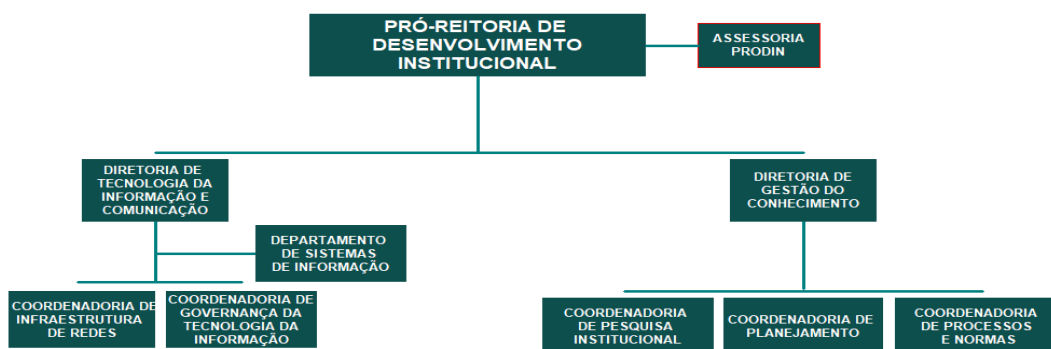 PRÓ-REITORIA DE
DESENVOLVIMENTO
INSTITUCIONAL
ASSESSORIA
PRODIN
DIRETORIA DE
TECNOLOGIA DA
INFORMAÇÃO E
COMUNICAÇÃO
DIRETORIA DE
GESTÃO DO
CONHECIMENTO
DEPARTAMENTO
DE SISTEMAS
DE INFORMAÇÃO
COORDENADORIA DE
INFRAESTRUTURA
DE REDES
COORDENADORIA DE
GOVERNANÇA DA
TECNOLOGIA DA
INFORMAÇÃO
COORDENADORIA
DE PESQUISA
INSTITUCIONAL
COORDENADORIA DE
PLANEJAMENTO
COORDENADORIA
DE PROCESSOS
E NORMAS